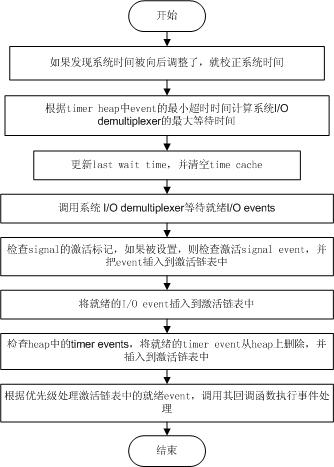 开始
如果发现系统时间被向后调整了，就校正系统时间
根据timer heap中event的最小超时时间计算系统I/O
demultiplexer的最大等待时间
更新last wait time，并清空time cache
调用系统 I/O demultiplexer等待就绪I/O events
检查signal的激活标记，如果被设置，则检查激活signal event，并
把event插入到激活链表中
将就绪的I/O event插入到激活链表中
检查heap中的timer events，将就绪的timer event从heap上删除，并
插入到激活链表中
根据优先级处理激活链表中的就绪event，调用其回调函数执行事件处
理
结束